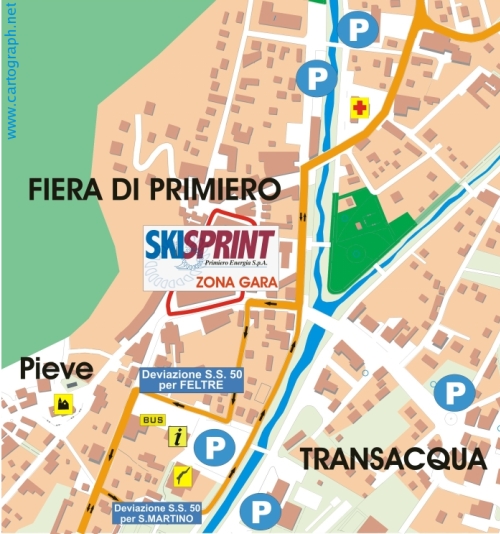 www.cartograph.net
P
P
FIERA DI PRIMIERO
SKISPRINT
Primiero Energia S.p.A.
ZONA GARA
Pieve
Deviazione S.S. 50
per FELTRE
P
BUS
i
P
TRANSACQUA
Deviazione S.S. 50
per S.MARTINO
P